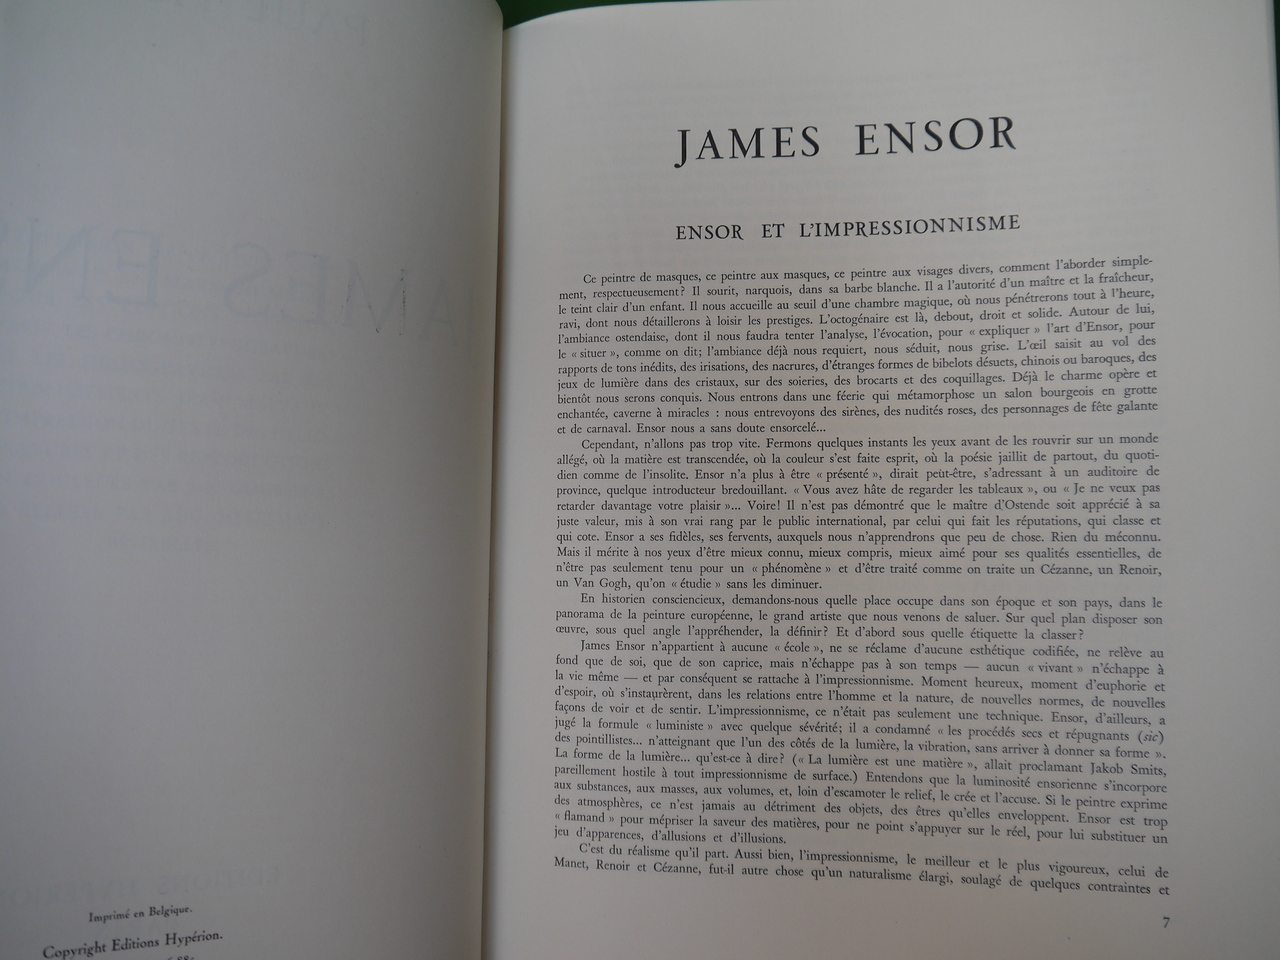 Imprimé en Belgique.
Copyright Editions Hypérion.
JAMES ENSOR
ENSOR ET L'IMPRESSIONNISME
Ce peintre de masques, ce peintre aux masques, ce peintre aux visages divers, comment l'aborder simple-
ment, respectueusement? Il sourit, narquois, dans sa barbe blanche. Il a l'autorité d'un maître et la fraîcheur,
le teint clair d'un enfant. Il nous accueille au seuil d'une chambre magique, où nous pénétrerons tout à l'heure,
ravi, dont nous détaillerons à loisir les prestiges. L'octogénaire est là, debout, droit et solide. Autour de lui,
l'ambiance ostendaise, dont il nous faudra tenter l'analyse, l'évocation, pour « expliquer » l'art d'Ensor, pour
le « situer », comme on dit; l'ambiance déjà nous requiert, nous séduit, nous grise. L'œil saisit au vol des
rapports de tons inédits, des irisations, des nacrures, d'étranges formes de bibelots désuets, chinois ou baroques, des
jeux de lumière dans des cristaux, sur des soieries, des brocarts et des coquillages. Déjà le charme opère et
bientôt nous serons conquis. Nous entrons dans une féerie qui métamorphose un salon bourgeois en grotte
enchantée, caverne à miracles : nous entrevoyons des sirènes, des nudités roses, des personnages de fête galante
et de carnaval. Ensor nous a sans doute ensorcelé...
Cependant, n'allons pas trop vite. Fermons quelques instants les yeux avant de les rouvrir sur un monde
allégé, où la matière est transcendée, où la couleur s'est faite esprit, où la poésie jaillit de partout, du quoti-
dien comme de l'insolite. Ensor n'a plus à être « présenté », dirait peut-être, s'adressant à un auditoire de
province, quelque introducteur bredouillant. « Vous avez hâte de regarder les tableaux », ou « Je ne veux pas
retarder davantage votre plaisir »... Voire! Il n'est pas démontré que le maître d'Ostende soit apprécié à sa
juste valeur, mis à son vrai rang par le public international, par celui qui fait les réputations, qui classe et
qui cote. Ensor a ses fidèles, ses fervents, auxquels nous n'apprendrons que peu de chose. Rien du méconnu.
Mais il mérite à nos yeux d'être mieux connu, mieux compris, mieux aimé pour ses qualités essentielles, de
n'être pas seulement tenu pour un « phénomène » et d'être traité comme on traite un Cézanne, un Renoir,
un Van Gogh, qu'on « étudie » sans les diminuer.
En historien consciencieux, demandons-nous quelle place occupe dans son époque et son pays, dans le
panorama de la peinture européenne, le grand artiste que nous venons de saluer. Sur quel plan disposer son
œuvre, sous quel angle l'appréhender, la définir? Et d'abord sous quelle étiquette la classer?
James Ensor n'appartient à aucune « école », ne se réclame d'aucune esthétique codifiée, ne relève au
fond que de soi, que de son caprice, mais n'échappe pas à son temps — aucun « vivant » n'échappe à
la vie même — et par conséquent se rattache à l'impressionnisme. Moment heureux, moment d'euphorie et
d'espoir, où s'instaurèrent, dans les relations entre l'homme et la nature, de nouvelles normes, de nouvelles
façons de voir et de sentir. L'impressionnisme, ce n'était pas seulement une technique. Ensor, d'ailleurs, a
jugé la formule « luministe » avec quelque sévérité; il a condamné « les procédés secs et répugnants (sic)
des pointillistes... n'atteignant que l'un des côtés de la lumière, la vibration, sans arriver à donner sa forme ».
La forme de la lumière... qu'est-ce à dire? (« La lumière est une matière », allait proclamant Jakob Smits,
pareillement hostile à tout impressionnisme de surface.) Entendons que la luminosité ensorienne s'incorpore
aux substances, aux masses, aux volumes, et, loin d'escamoter le relief, le crée et l'accuse. Si le peintre exprime
des atmosphères, ce n'est jamais au détriment des objets, des êtres qu'elles enveloppent. Ensor est trop
« flamand » pour mépriser la saveur des matières, pour ne point s'appuyer sur le réel, pour lui substituer un
jeu d'apparences, d'allusions et d'illusions.
C'est du réalisme qu'il part. Aussi bien, l'impressionnisme, le meilleur et le plus vigoureux, celui de
Manet, Renoir et Cézanne, fut-il autre chose qu'un naturalisme élargi, soulagé de quelques contraintes et
7